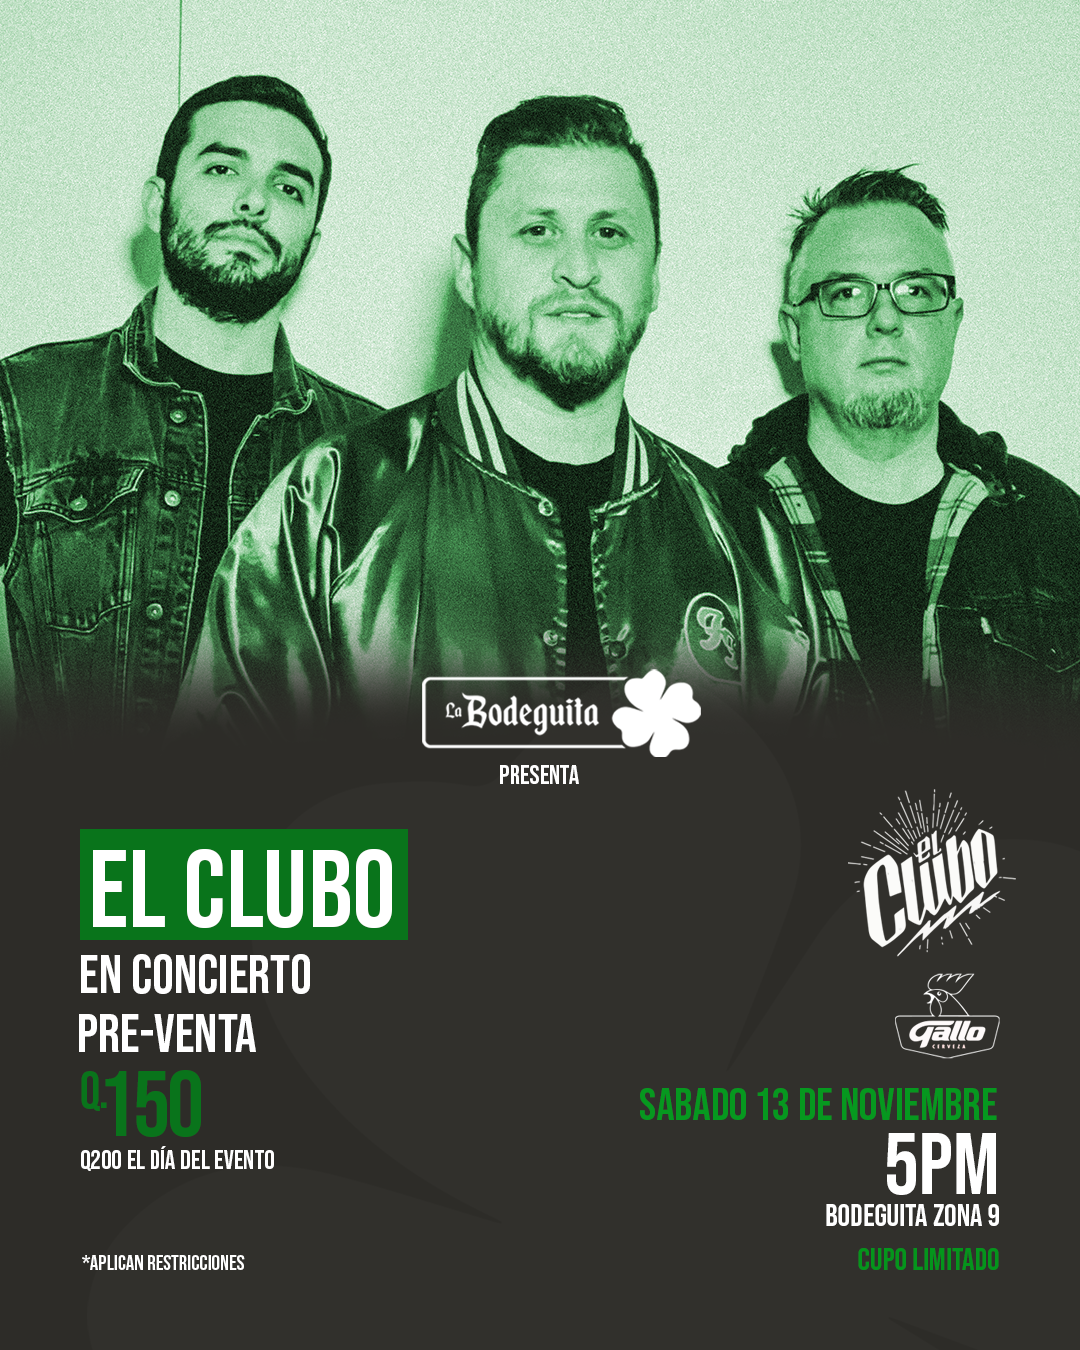 La Bodeguita
PRESENTA
EL CLUBO
EN CONCIERTO
PRE-VENTA
Q.150
Q200 EL DÍA DEL EVENTO
*APLICAN RESTRICCIONES
el Clubo
Gallo
CERVEZA
SABADO 13 DE NOVIEMBRE
5PM
BODEGUITA ZONA 9
CUPO LIMITADO